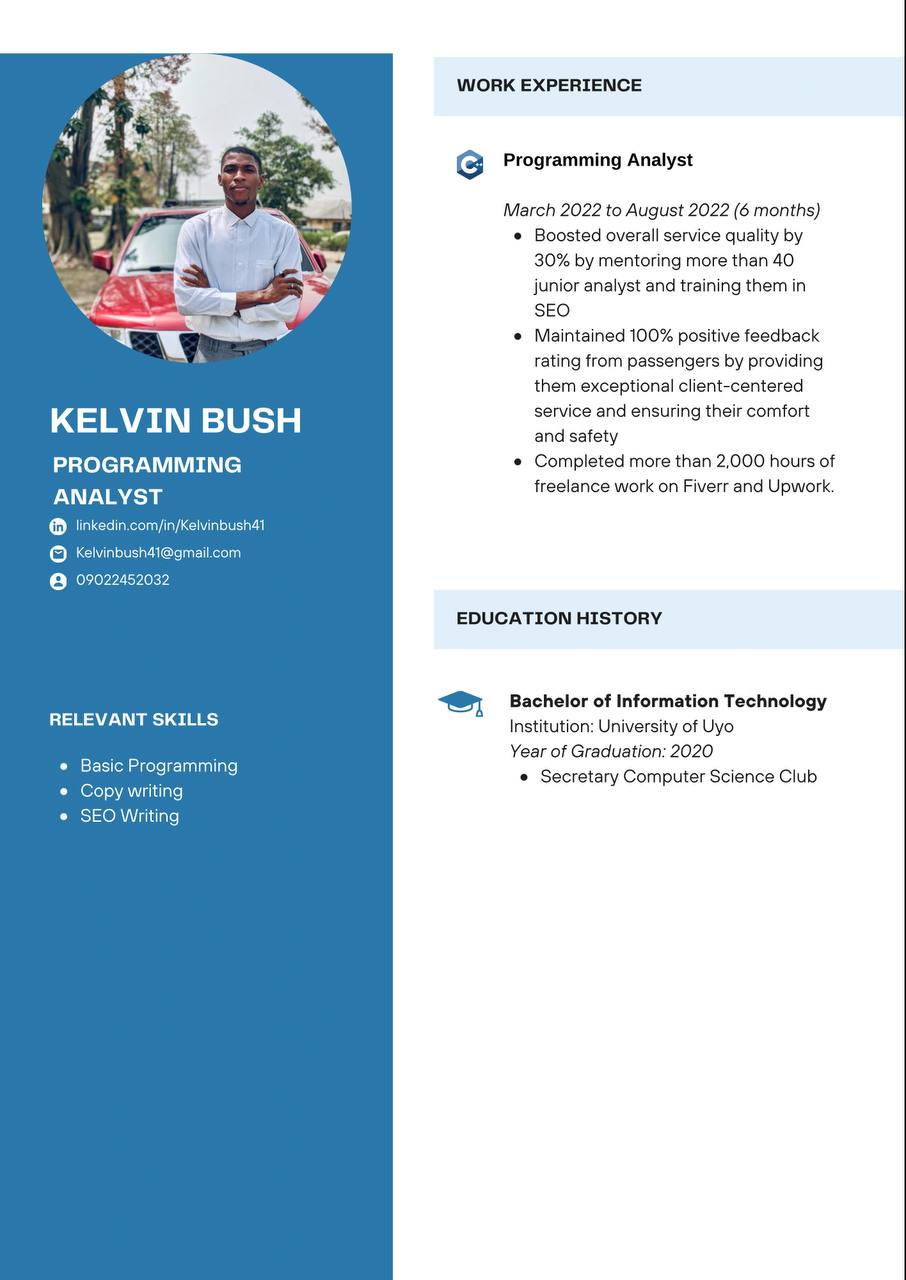 KELVIN BUSH
PROGRAMMING
ANALYST
linkedin.com/in/Kelvinbush41
Kelvinbush41@gmail.com
09022452032
RELEVANT SKILLS
• Basic Programming
• Copy writing
• SEO Writing
WORK EXPERIENCE
Programming Analyst
March 2022 to August 2022 (6 months)
• Boosted overall service quality by
30% by mentoring more than 40
junior analyst and training them in
SEO
• Maintained 100% positive feedback
rating from passengers by providing
them exceptional client-centered
service and ensuring their comfort
and safety
• Completed more than 2,000 hours of
freelance work on Fiverr and Upwork.
EDUCATION HISTORY
Bachelor of Information Technology
Institution: University of Uyo
Year of Graduation: 2020
• Secretary Computer Science Club